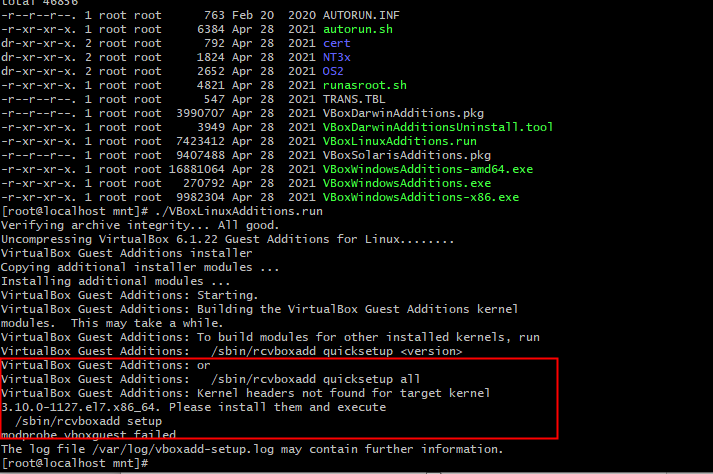 total 46856
-r--r--r--. 1 root root      763 Feb 20  2020 AUTORUN.INF
-r-xr-xr-x. 1 root root     6384 Apr 28  2021 autorun.sh
dr-xr-xr-x. 2 root root      792 Apr 28  2021 cert
dr-xr-xr-x. 2 root root     1824 Apr 28  2021 NT3x
dr-xr-xr-x. 2 root root     2652 Apr 28  2021 OS2
-r-xr-xr-x. 1 root root     4821 Apr 28  2021 runasroot.sh
-r--r--r--. 1 root root      547 Apr 28  2021 TRANS.TBL
-r--r--r--. 1 root root  3990707 Apr 28  2021 VBoxDarwinAdditions.pkg
-r-xr-xr-x. 1 root root     3949 Apr 28  2021 VBoxDarwinAdditionsUninstall.tool
-r-xr-xr-x. 1 root root  7423412 Apr 28  2021 VBoxLinuxAdditions.run
-r--r--r--. 1 root root  9407488 Apr 28  2021 VBoxSolarisAdditions.pkg
-r-xr-xr-x. 1 root root 16881064 Apr 28  2021 VBoxWindowsAdditions-amd64.exe
-r-xr-xr-x. 1 root root   270792 Apr 28  2021 VBoxWindowsAdditions.exe
-r-xr-xr-x. 1 root root  9982304 Apr 28  2021 VBoxWindowsAdditions-x86.exe
[root@localhost mnt]# ./VBoxLinuxAdditions.run
Verifying archive integrity... All good.
Uncompressing VirtualBox 6.1.22 Guest Additions for Linux........
VirtualBox Guest Additions installer
Copying additional installer modules ...
Installing additional modules ...
VirtualBox Guest Additions: Starting.
VirtualBox Guest Additions: Building the VirtualBox Guest Additions kernel
modules.  This may take a while.
VirtualBox Guest Additions: To build modules for other installed kernels, run
VirtualBox Guest Additions:   /sbin/rcvboxadd quicksetup <version>
VirtualBox Guest Additions: or
VirtualBox Guest Additions:   /sbin/rcvboxadd quicksetup all
VirtualBox Guest Additions: Kernel headers not found for target kernel
3.10.0-1127.el7.x86_64. Please install them and execute
  /sbin/rcvboxadd setup
modprobe vboxguest failed
The log file /var/log/vboxadd-setup.log may contain further information.
[root@localhost mnt]#